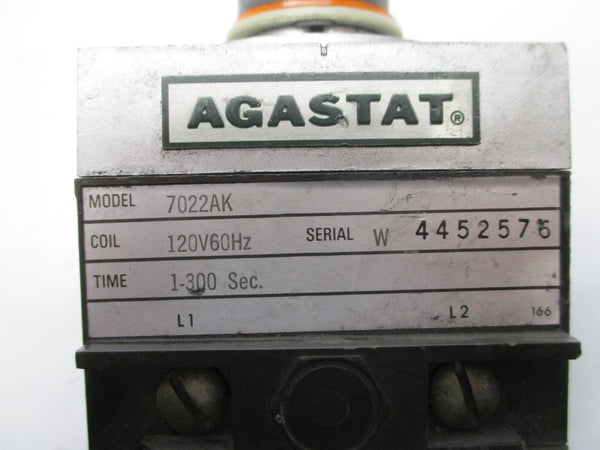 AGASTAT®
MODEL 7022AK
COIL 120V60Hz SERIAL W 4452576
TIME 1-300 Sec.
L1 L2 166